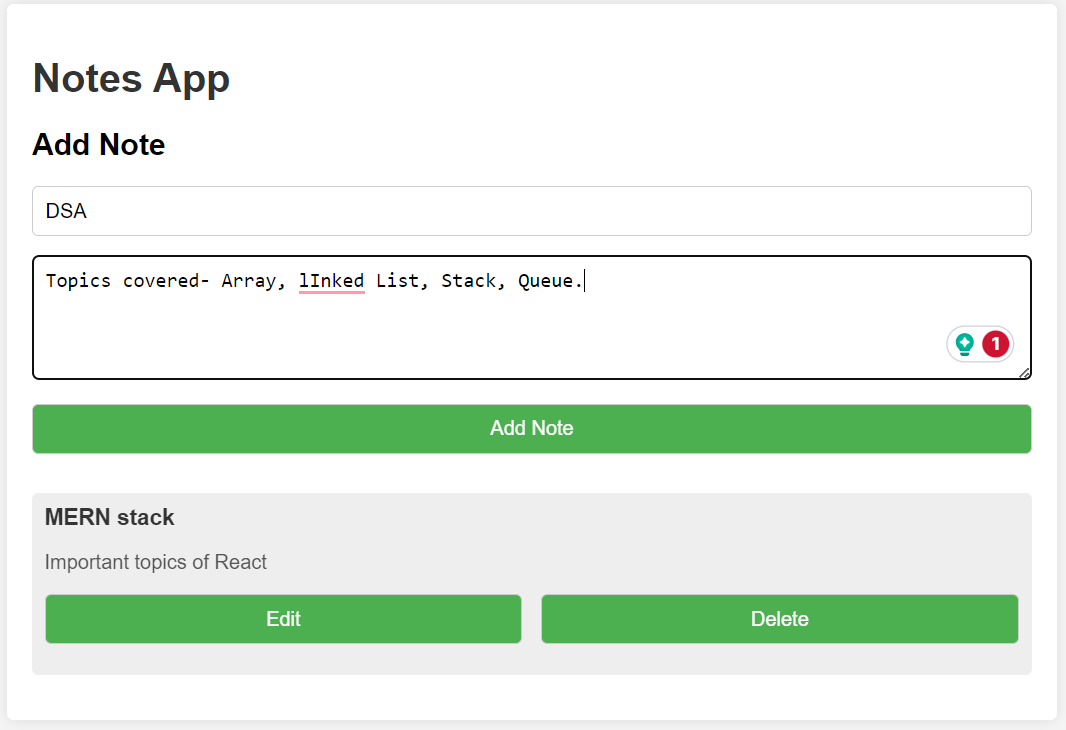 Notes App
Add Note
DSA
Topics covered- Array, lInked List, Stack, Queue.
1
Add Note
MERN stack
Important topics of React
Edit Delete